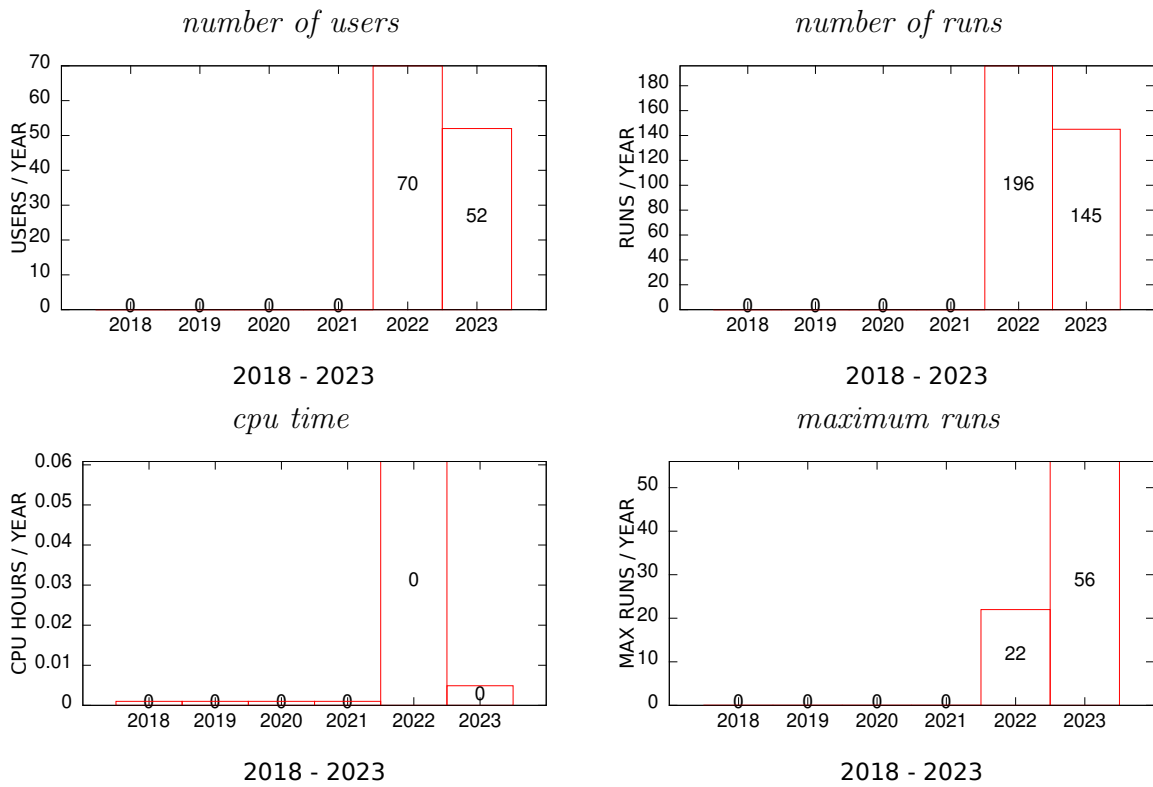 number of users
70
60
50
40
30
20
10
0
USERS / YEAR
0 0 0 0 70 52
2018 2019 2020 2021 2022 2023
2018 - 2023
number of runs
180
160
140
120
100
80
60
40
20
0
RUNS / YEAR
0 0 0 0 196 145
2018 2019 2020 2021 2022 2023
2018 - 2023
cpu time
0.06
0.05
0.04
0.03
0.02
0.01
0
CPU HOURS / YEAR
0 0 0 0 0 0
2018 2019 2020 2021 2022 2023
2018 - 2023
maximum runs
50
40
30
20
10
0
MAX RUNS / YEAR
0 0 0 0 22 56
2018 2019 2020 2021 2022 2023
2018 - 2023